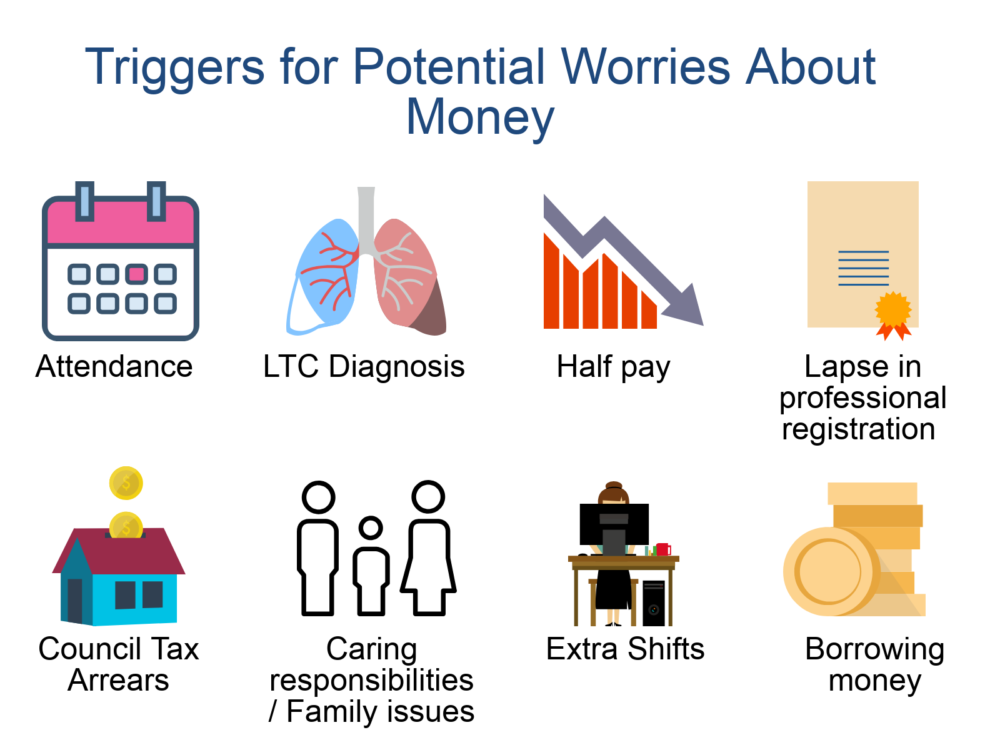 Triggers for Potential Worries About
Money
Attendance
LTC Diagnosis
Half pay
Lapse in
professional
registration
$
$
Council Tax
Arrears
Caring
responsibilities
/ Family issues
Extra Shifts
Borrowing
money